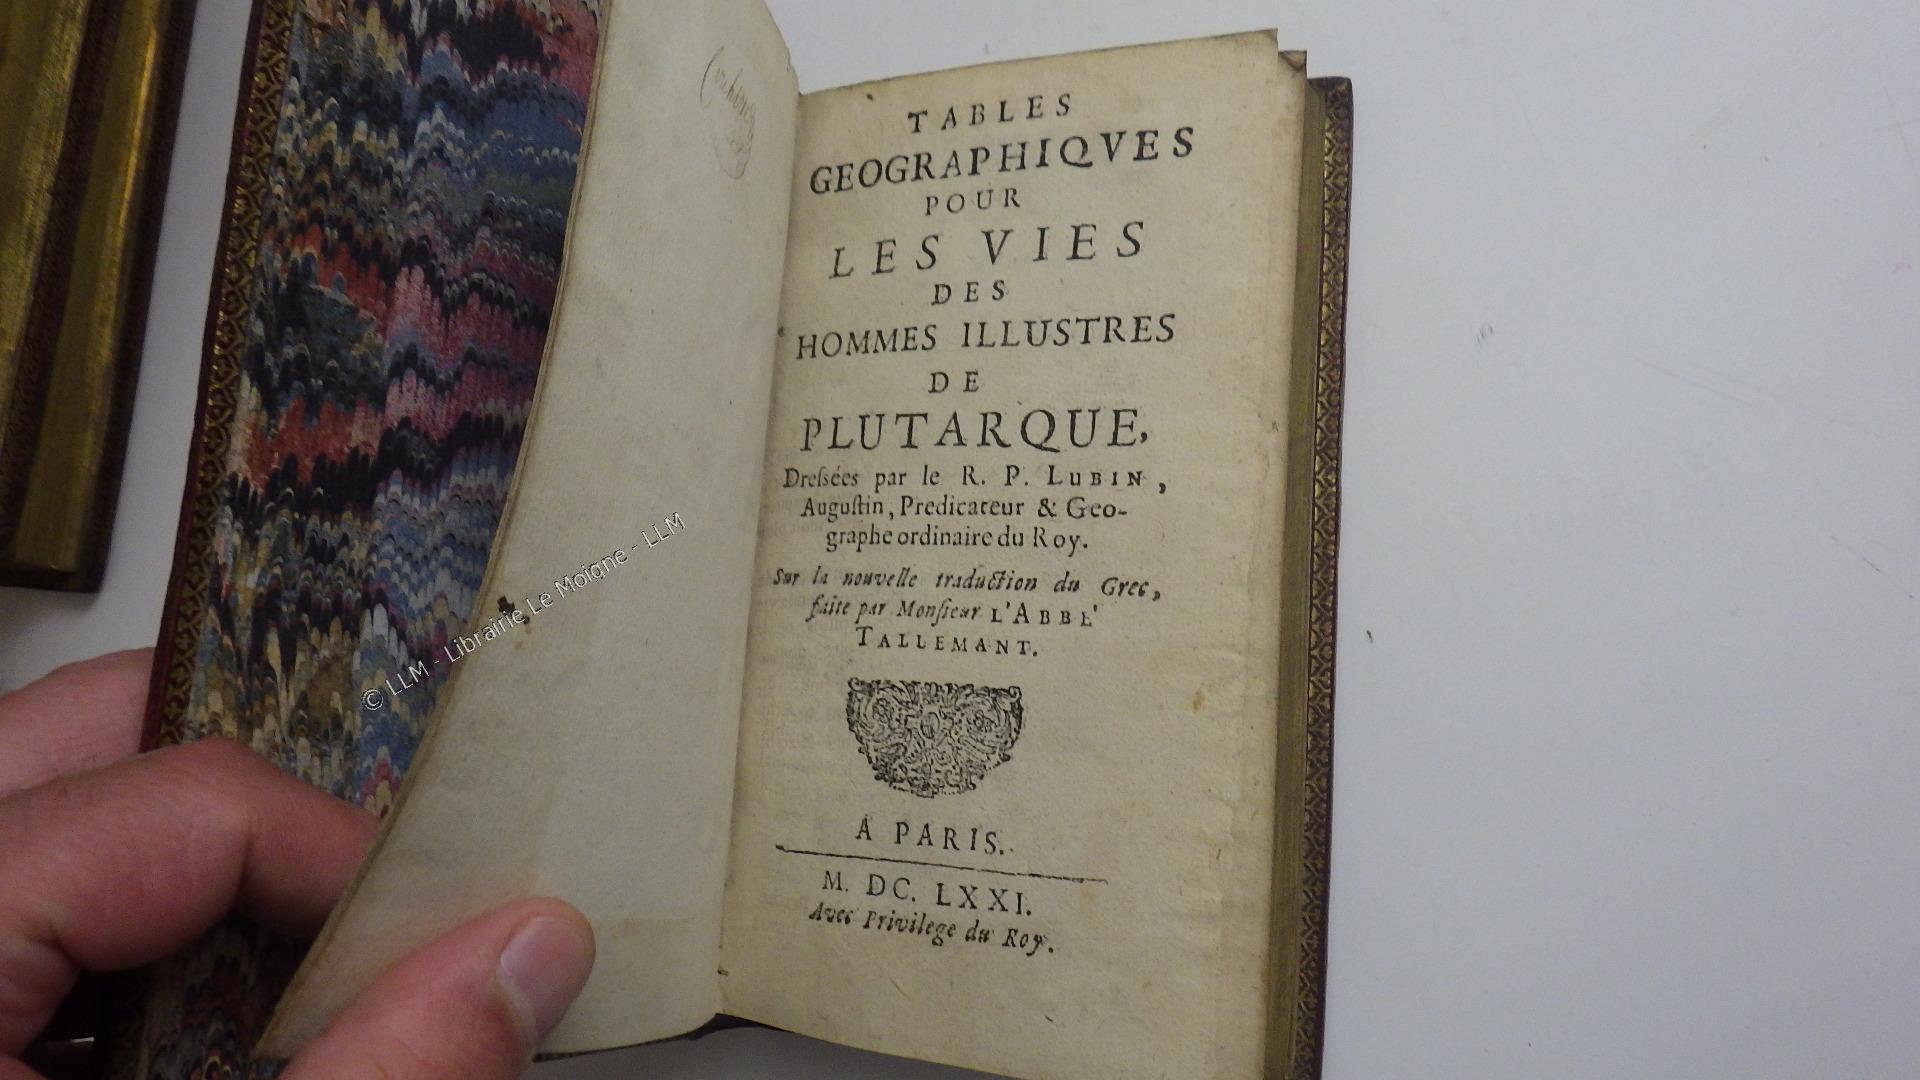 TABLES
GEOGRAPHIQVES
POUR
LES VIES
DES
HOMMES ILLUSTRES
DE
PLUTARQUE,
Dreſsées par le R. P. LUBIN,
Auguſtin, Predicateur & Geo-
graphe ordinaire du Roy.
Sur la nouvelle traduction du Grec,
faite par Monſieur L'ABBE'
TALLEMANT.
A PARIS.
M. DC. LXXI.
Avec Privilege du Roy.
© LLM - Librairie Le Moigne - LLM